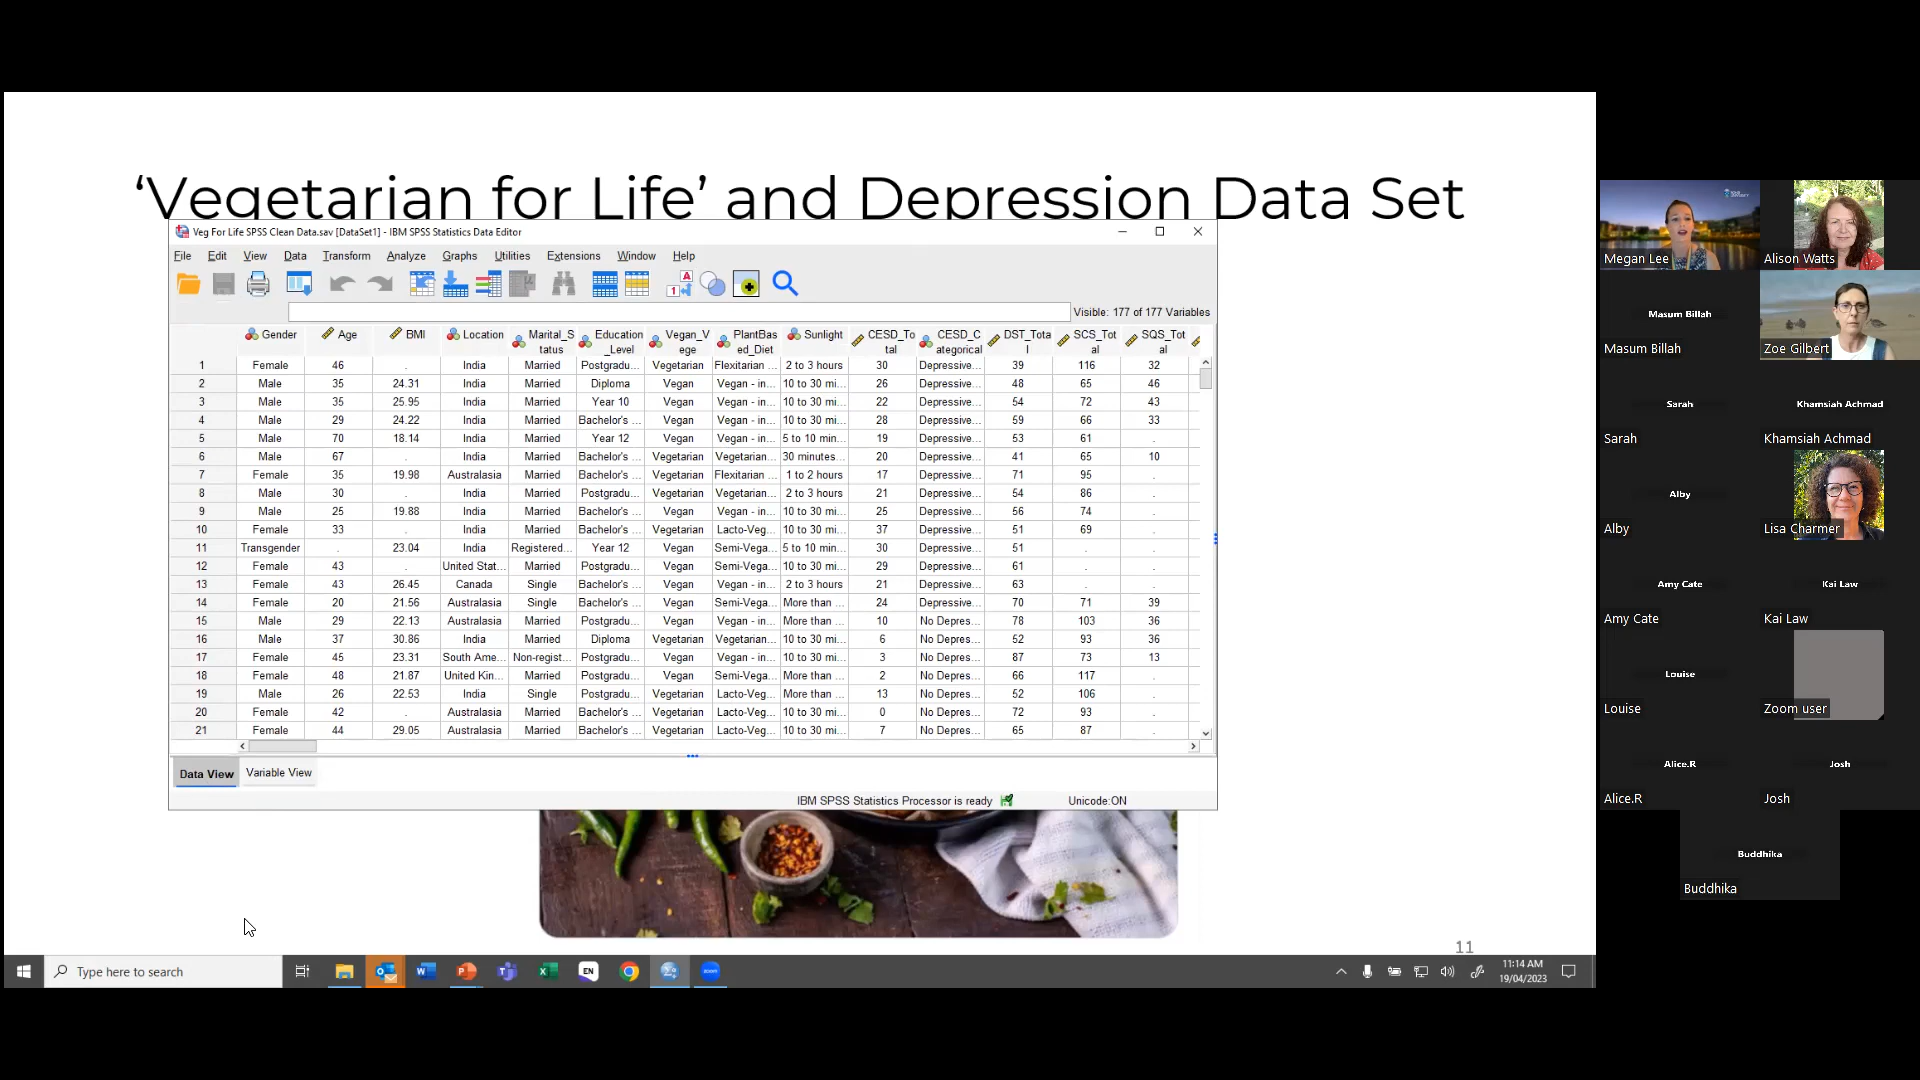 ‘Vegetarian for Life’ and Depression Data Set
Veg For Life SPSS Clean Data.sav [DataSet1] - IBM SPSS Statistics Data Editor
File Edit View Data Transform Analyze Graphs Utilities Extensions Window Help
Visible: 177 of 177 Variables
Gender Age BMI Location Marital_Status Education_Level Vegan_Vege PlantBased_Diet Sunlight CESD_Total CESD_Categorical DST_Total SCS_Total SQS_Total
1 Female 46 . India Married Postgradu... Vegetarian Flexitarian ... 2 to 3 hours 30 Depressive... 39 116 32
2 Male 35 24.31 India Married Diploma Vegan Vegan - in... 10 to 30 mi... 26 Depressive... 48 65 46
3 Male 35 25.95 India Married Year 10 Vegan Vegan - in... 10 to 30 mi... 22 Depressive... 54 72 43
4 Male 29 24.22 India Married Bachelor's ... Vegan Vegan - in... 10 to 30 mi... 28 Depressive... 59 66 33
5 Male 70 18.14 India Married Year 12 Vegan Vegan - in... 5 to 10 min... 19 Depressive... 53 61 .
6 Male 67 . India Married Bachelor's ... Vegetarian Vegetarian... 30 minutes... 20 Depressive... 41 65 10
7 Female 35 19.98 Australasia Married Bachelor's ... Vegetarian Flexitarian ... 1 to 2 hours 17 Depressive... 71 95 .
8 Male 30 . India Married Postgradu... Vegan Vegetarian... 2 to 3 hours 21 Depressive... 54 86 .
9 Male 25 19.88 India Married Bachelor's ... Vegan Vegan - in... 10 to 30 mi... 25 Depressive... 56 74 .
10 Female 33 . India Married Bachelor's ... Vegetarian Lacto-Veg... 10 to 30 mi... 37 Depressive... 51 69 .
11 Transgender . 23.04 India Registered... Year 12 Vegan Semi-Vega... 5 to 10 min... 30 Depressive... 51 . .
12 Female 43 . United Stat... Married Postgradu... Vegan Semi-Vega... 10 to 30 mi... 29 Depressive... 61 . .
13 Female 43 26.45 Canada Single Bachelor's ... Vegan Vegan - in... 2 to 3 hours 21 Depressive... 63 . .
14 Female 20 21.56 Australasia Single Bachelor's ... Vegan Semi-Vega... More than ... 24 Depressive... 70 71 39
15 Male 29 22.13 Australasia Married Postgradu... Vegan Vegan - in... More than ... 10 No Depres... 78 103 36
16 Male 37 30.86 India Married Diploma Vegetarian Vegetarian... 10 to 30 mi... 6 No Depres... 52 93 36
17 Female 45 23.31 South Ame... Non-regist... Postgradu... Vegan Vegan - in... 10 to 30 mi... 3 No Depres... 87 73 13
18 Female 48 21.87 United Kin... Married Postgradu... Vegan Semi-Vega... More than ... 2 No Depres... 66 117 .
19 Male 26 22.53 India Single Postgradu... Vegetarian Lacto-Veg... More than ... 13 No Depres... 52 106 .
20 Female 42 . Australasia Married Bachelor's ... Vegetarian Lacto-Veg... 10 to 30 mi... 0 No Depres... 72 93 .
21 Female 44 29.05 Australasia Married Bachelor's ... Vegetarian Lacto-Veg... 10 to 30 mi... 7 No Depres... 65 87 .
Data View Variable View
IBM SPSS Statistics Processor is ready Unicode:ON
11
Type here to search
EN
11:14 AM
19/04/2023
Megan Lee
Alison Watts
Masum Billah
Masum Billah
Zoe Gilbert
Sarah
Sarah
Khamsiah Achmad
Khamsiah Achmad
Alby
Alby
Lisa Charmer
Amy Cate
Amy Cate
Kai Law
Kai Law
Louise
Louise
Zoom user
Alice.R
Alice.R
Josh
Josh
Buddhika
Buddhika